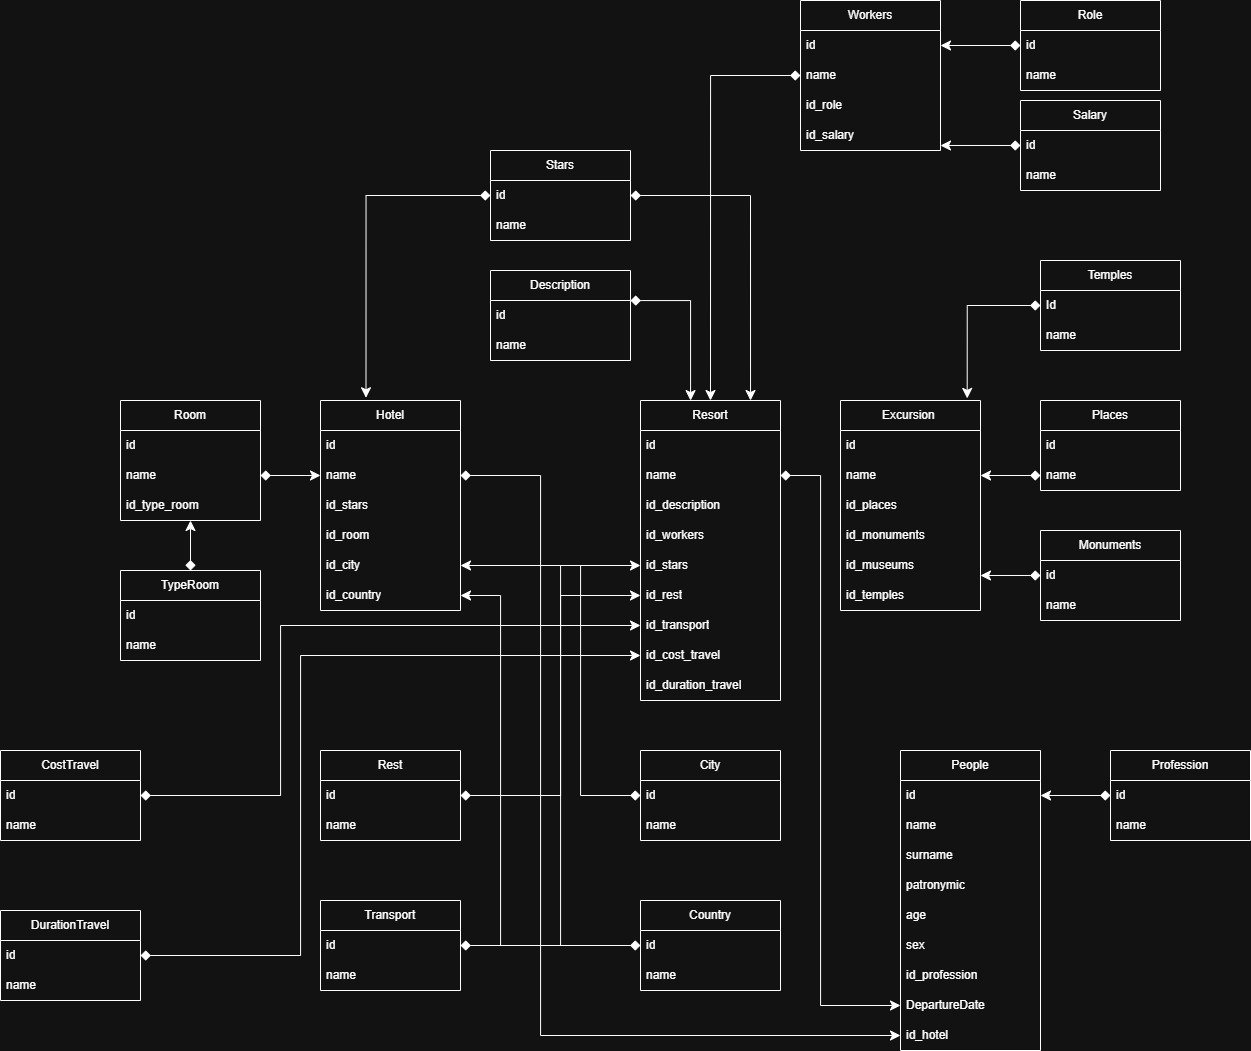 Workers
id
name
id_role
id_salary
Role
id
name
Salary
id
name
Stars
id
name
Description
id
name
Temples
Id
name
Room
id
name
id_type_room
Hotel
id
name
id_stars
id_room
id_city
id_country
Resort
id
name
id_description
id_workers
id_stars
id_rest
id_transport
id_cost_travel
id_duration_travel
Excursion
id
name
id_places
id_monuments
id_museums
id_temples
Places
id
name
Monuments
id
name
TypeRoom
id
name
CostTravel
id
name
Rest
id
name
City
id
name
People
id
name
surname
patronymic
age
sex
id_profession
DepartureDate
id_hotel
Profession
id
name
DurationTravel
id
name
Transport
id
name
Country
id
name